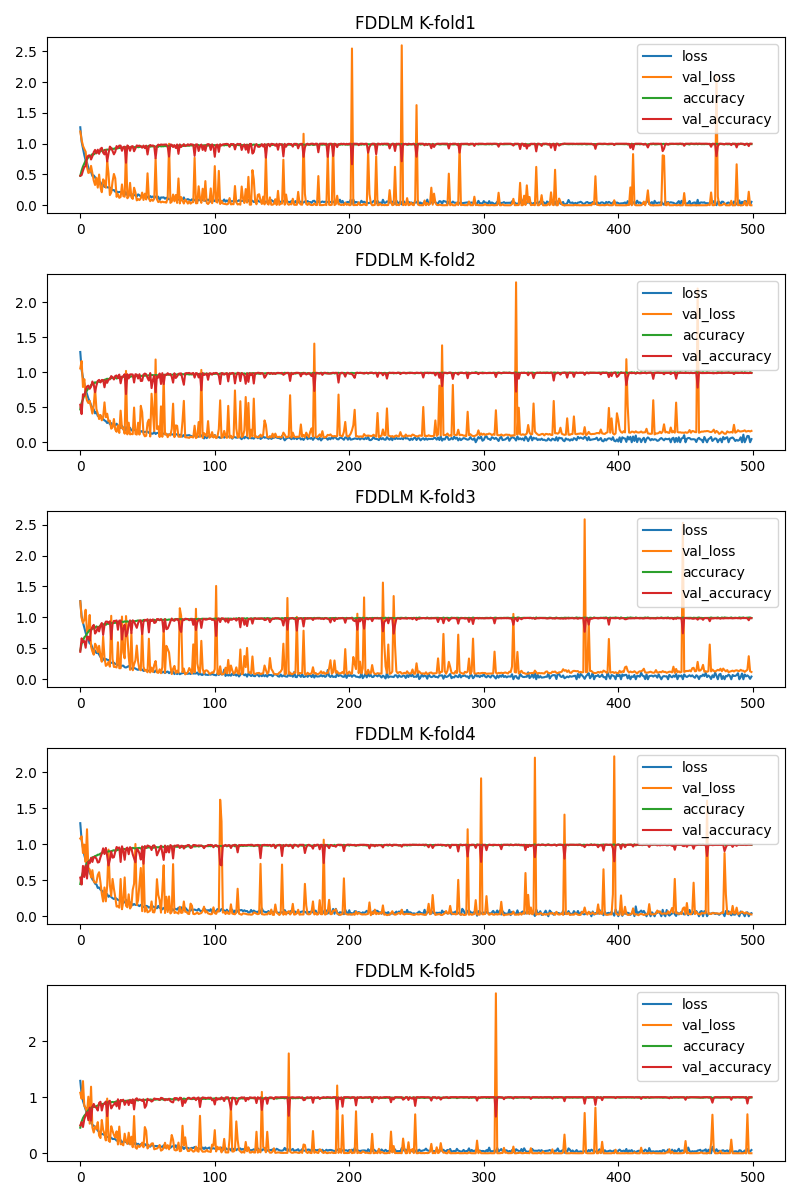 FDDLM K-fold1
2.5
2.0
1.5
1.0
0.5
0.0
loss
val_loss
accuracy
val_accuracy
0 100 200 300 400 500
FDDLM K-fold2
2.0
1.5
1.0
0.5
0.0
loss
val_loss
accuracy
val_accuracy
0 100 200 300 400 500
FDDLM K-fold3
2.5
2.0
1.5
1.0
0.5
0.0
loss
val_loss
accuracy
val_accuracy
0 100 200 300 400 500
FDDLM K-fold4
2.0
1.5
1.0
0.5
0.0
loss
val_loss
accuracy
val_accuracy
0 100 200 300 400 500
FDDLM K-fold5
2
1
0
loss
val_loss
accuracy
val_accuracy
0 100 200 300 400 500